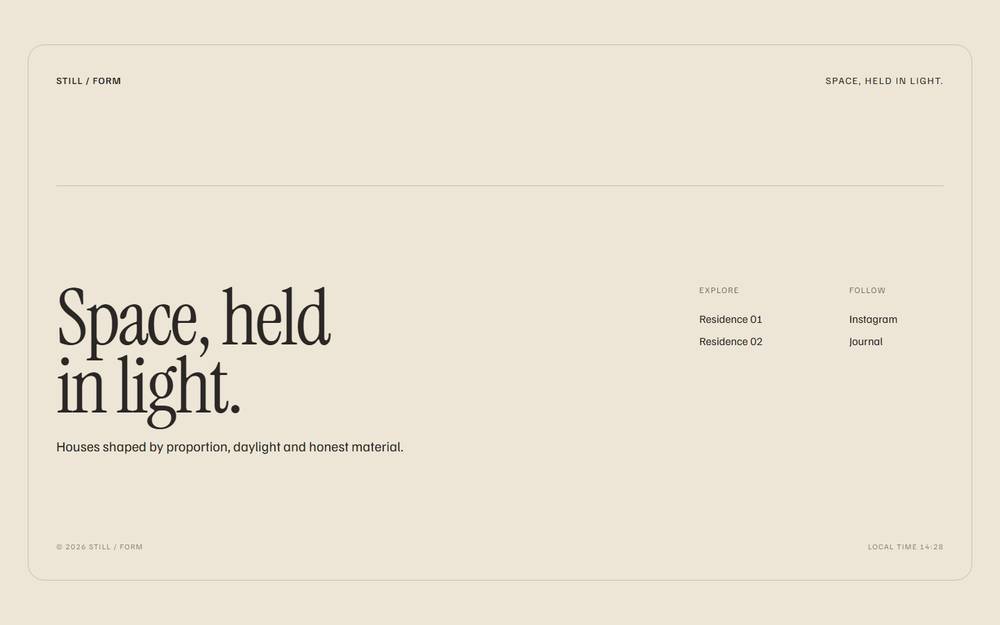 STILL / FORM
SPACE, HELD IN LIGHT.
Space, held
in light.
Houses shaped by proportion, daylight and honest material.
EXPLORE
Residence 01
Residence 02
FOLLOW
Instagram
Journal
© 2026 STILL / FORM
LOCAL TIME 14:28